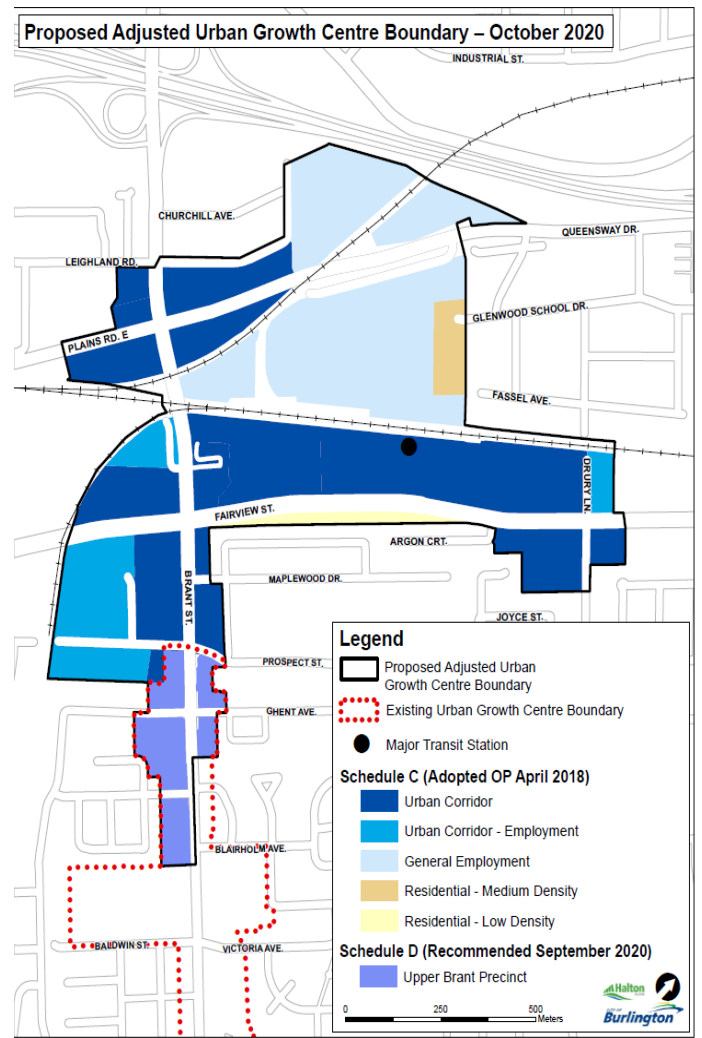 Proposed Adjusted Urban Growth Centre Boundary – October 2020
INDUSTRIAL ST.
CHURCHILL AVE.
QUEENSWAY DR.
LEIGHLAND RD.
GLENWOOD SCHOOL DR.
PLAINS RD. E
FASSEL AVE.
DRURY LN.
FAIRVIEW ST.
ARGON CRT.
BRANT ST.
MAPLEWOOD DR.
JOYCE ST.
PROSPECT ST.
GHENT AVE.
BLAIRHOLM AVE.
BALDWIN ST.
VICTORIA AVE.
Legend
Proposed Adjusted Urban
Growth Centre Boundary
Existing Urban Growth Centre Boundary
Major Transit Station
Schedule C (Adopted OP April 2018)
Urban Corridor
Urban Corridor - Employment
General Employment
Residential - Medium Density
Residential - Low Density
Schedule D (Recommended September 2020)
Upper Brant Precinct
0 250 500
Meters
Halton
Burlington